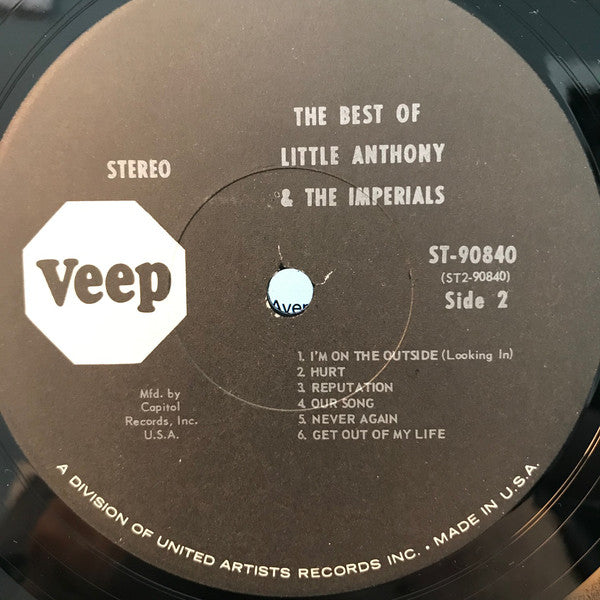 THE BEST OF
LITTLE ANTHONY
& THE IMPERIALS
STEREO
Veep
ST-90840
(ST2-90840)
Side 2
Aver
1. I'M ON THE OUTSIDE (Looking In)
2. HURT
3. REPUTATION
4. OUR SONG
5. NEVER AGAIN
6. GET OUT OF MY LIFE
Mfd. by
Capitol
Records, Inc.
U.S.A.
A DIVISION OF UNITED ARTISTS RECORDS INC. • MADE IN U.S.A.